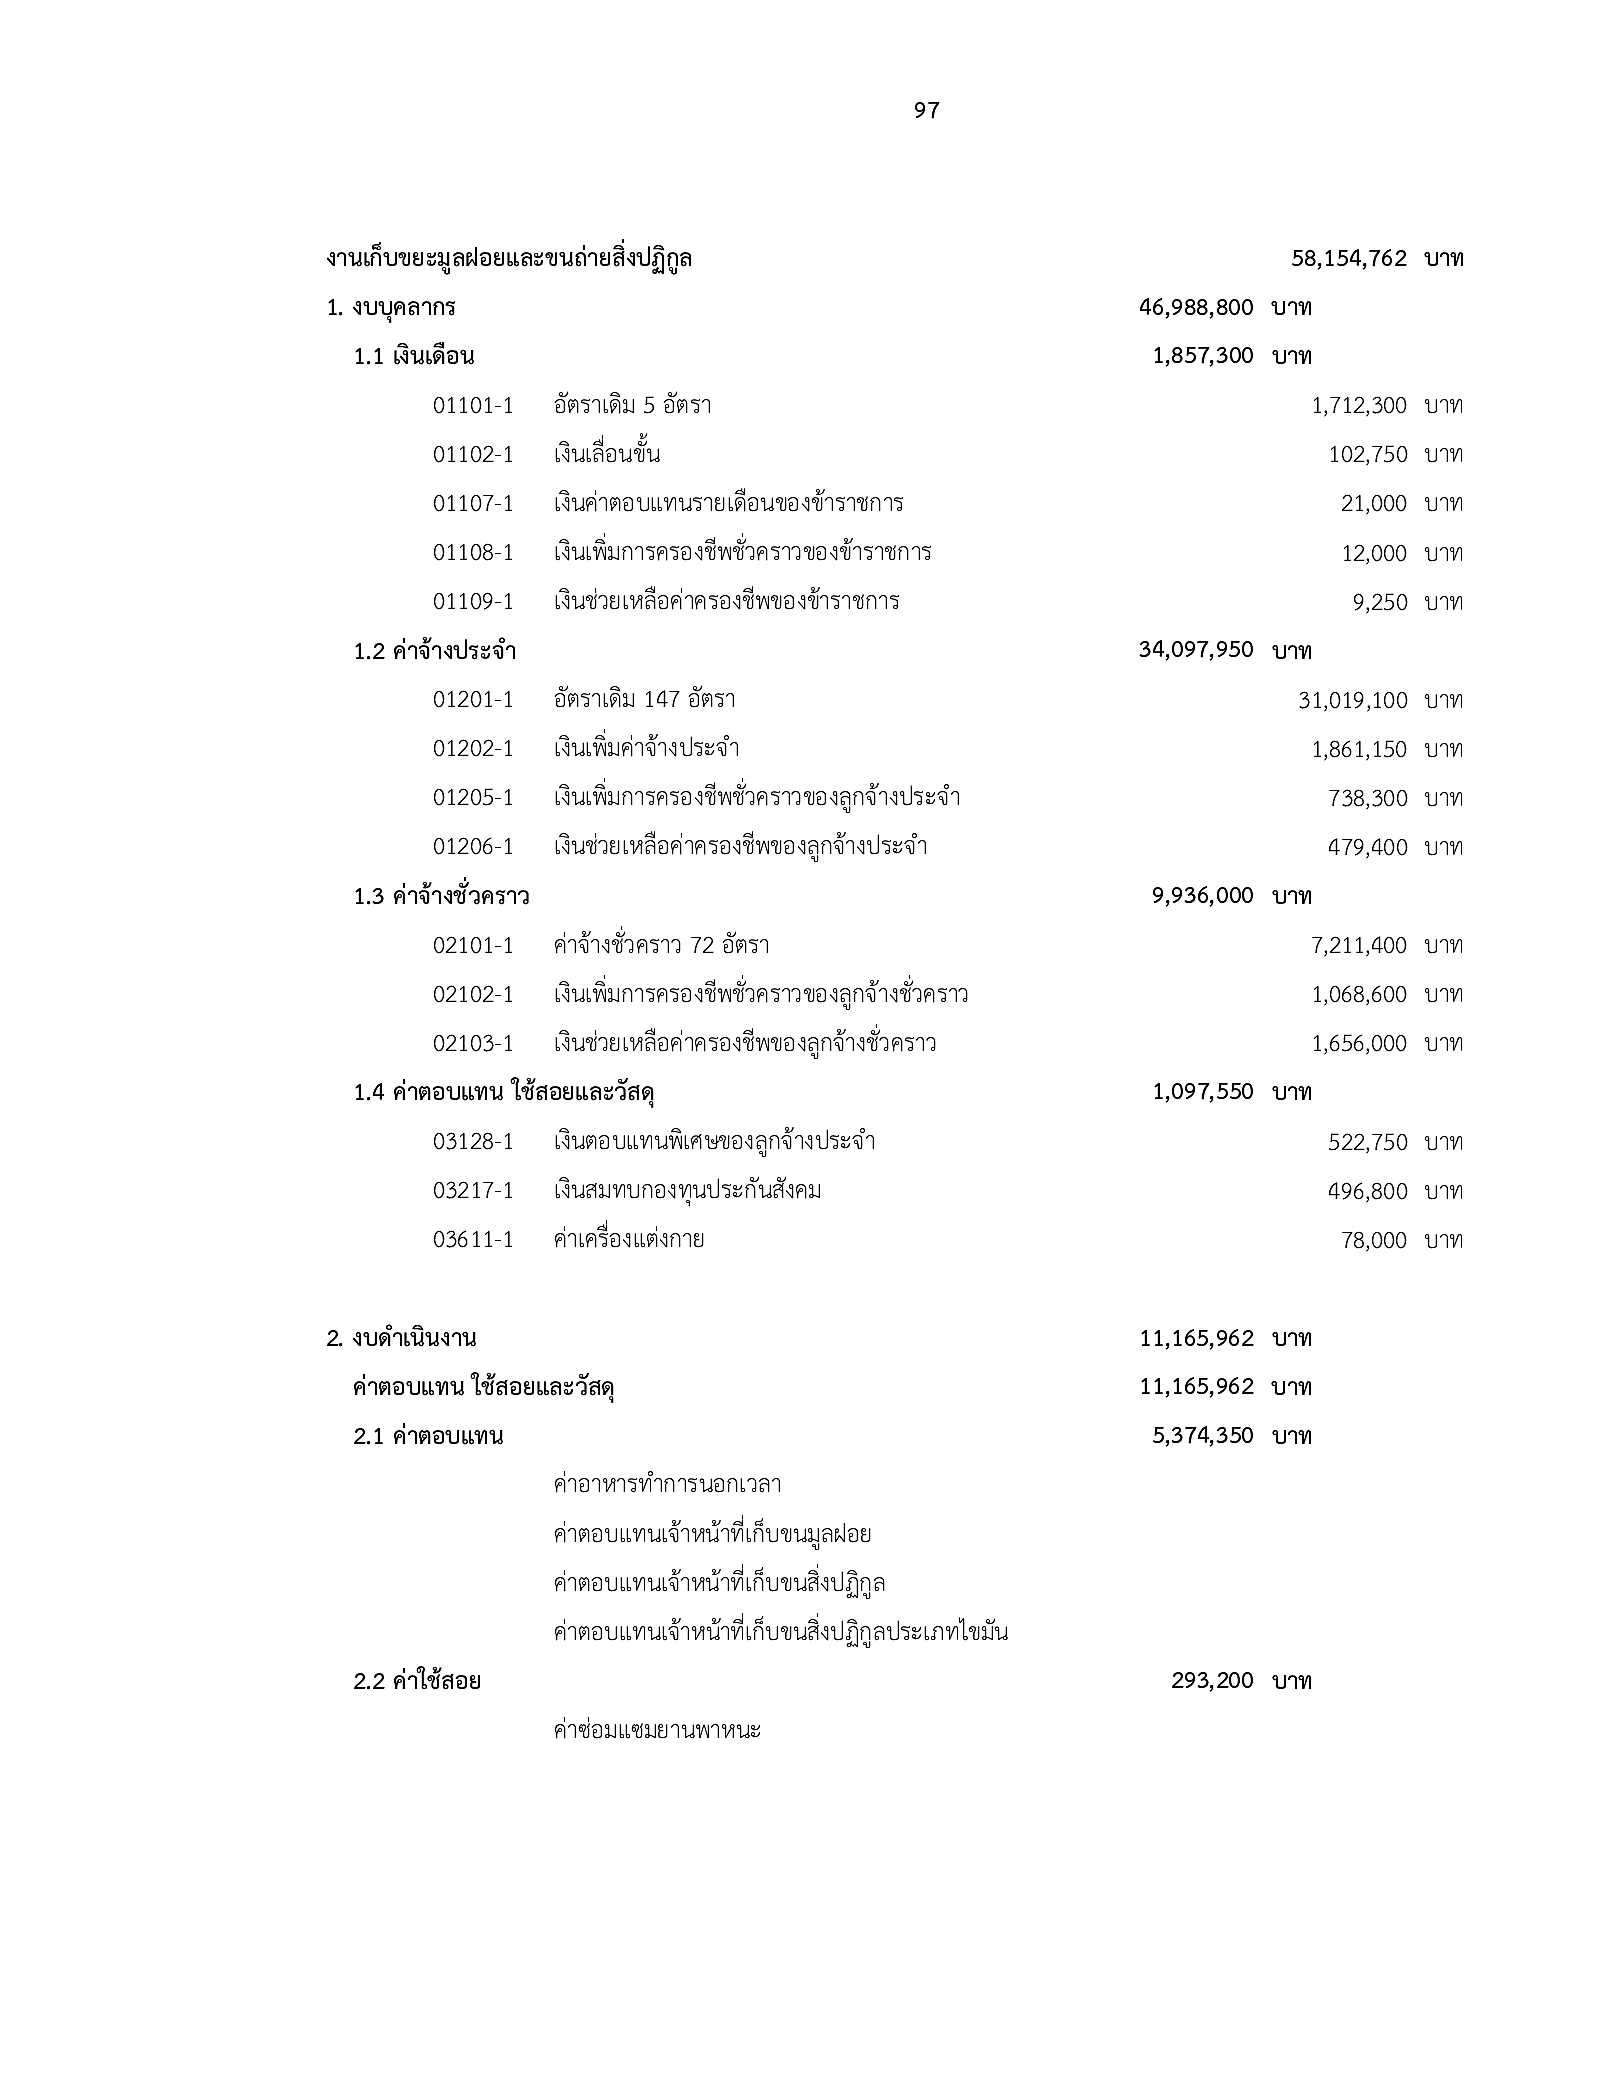 97
งานเก็บขยะมูลฝอยและขนถ่ายสิ่งปฏิกูล 58,154,762 บาท
1. งบบุคลากร 46,988,800 บาท
1.1 เงินเดือน 1,857,300 บาท
01101-1 อัตราเดิม 5 อัตรา 1,712,300 บาท
01102-1 เงินเลื่อนขั้น 102,750 บาท
01107-1 เงินค่าตอบแทนรายเดือนของข้าราชการ 21,000 บาท
01108-1 เงินเพิ่มการครองชีพชั่วคราวของข้าราชการ 12,000 บาท
01109-1 เงินช่วยเหลือค่าครองชีพของข้าราชการ 9,250 บาท
1.2 ค่าจ้างประจำ 34,097,950 บาท
01201-1 อัตราเดิม 147 อัตรา 31,019,100 บาท
01202-1 เงินเพิ่มค่าจ้างประจำ 1,861,150 บาท
01205-1 เงินเพิ่มการครองชีพชั่วคราวของลูกจ้างประจำ 738,300 บาท
01206-1 เงินช่วยเหลือค่าครองชีพของลูกจ้างประจำ 479,400 บาท
1.3 ค่าจ้างชั่วคราว 9,936,000 บาท
02101-1 ค่าจ้างชั่วคราว 72 อัตรา 7,211,400 บาท
02102-1 เงินเพิ่มการครองชีพชั่วคราวของลูกจ้างชั่วคราว 1,068,600 บาท
02103-1 เงินช่วยเหลือค่าครองชีพของลูกจ้างชั่วคราว 1,656,000 บาท
1.4 ค่าตอบแทน ใช้สอยและวัสดุ 1,097,550 บาท
03128-1 เงินตอบแทนพิเศษของลูกจ้างประจำ 522,750 บาท
03217-1 เงินสมทบกองทุนประกันสังคม 496,800 บาท
03611-1 ค่าเครื่องแต่งกาย 78,000 บาท
2. งบดำเนินงาน 11,165,962 บาท
ค่าตอบแทน ใช้สอยและวัสดุ 11,165,962 บาท
2.1 ค่าตอบแทน 5,374,350 บาท
ค่าอาหารทำการนอกเวลา
ค่าตอบแทนเจ้าหน้าที่เก็บขนมูลฝอย
ค่าตอบแทนเจ้าหน้าที่เก็บขนสิ่งปฏิกูล
ค่าตอบแทนเจ้าหน้าที่เก็บขนสิ่งปฏิกูลประเภทไขมัน
2.2 ค่าใช้สอย 293,200 บาท
ค่าซ่อมแซมยานพาหนะ